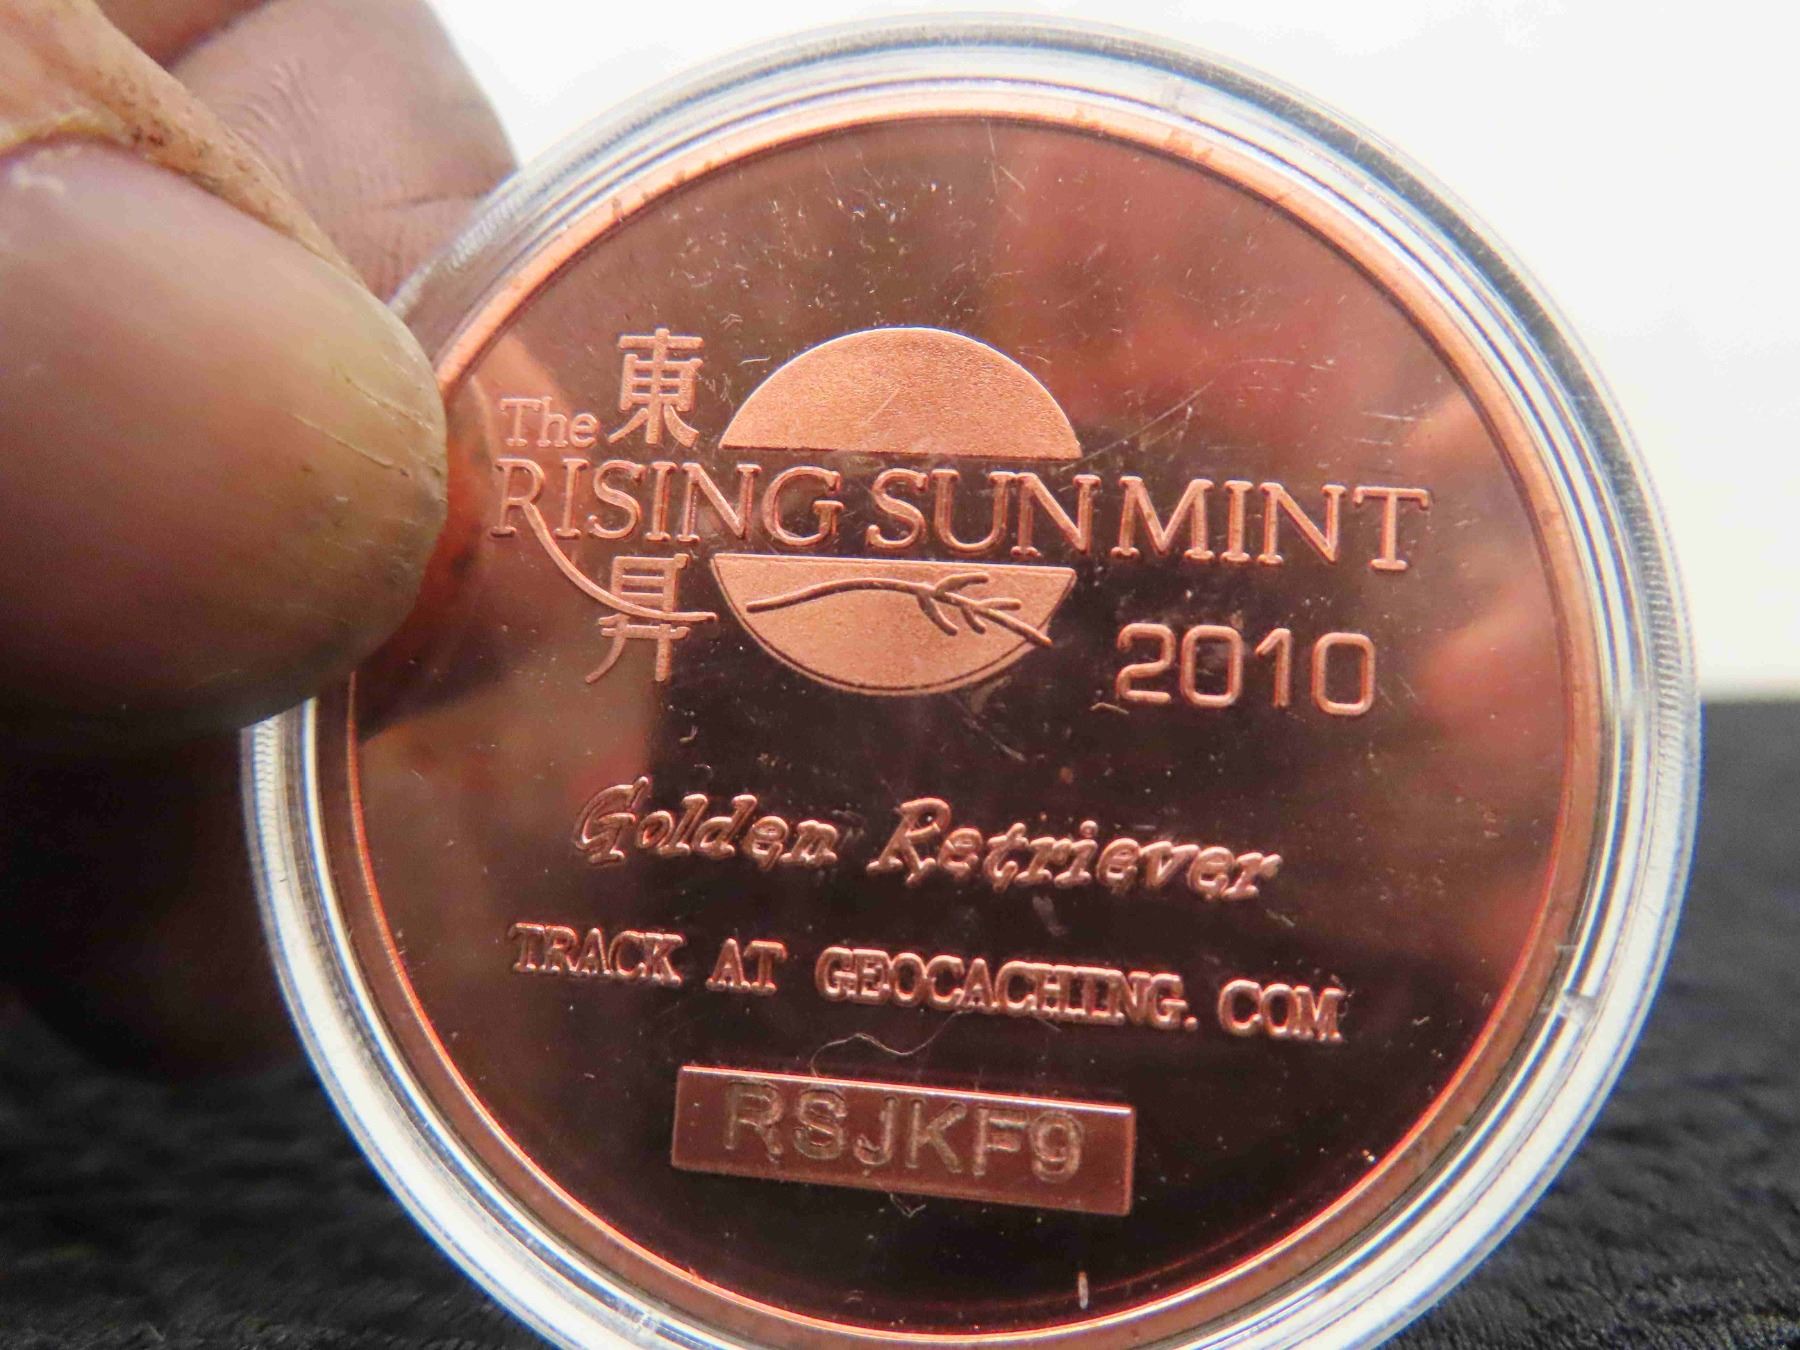 The 東
RISING SUN MINT
昇
2010
Golden Retriever
TRACK AT GEOCACHING.COM
RSJKF9